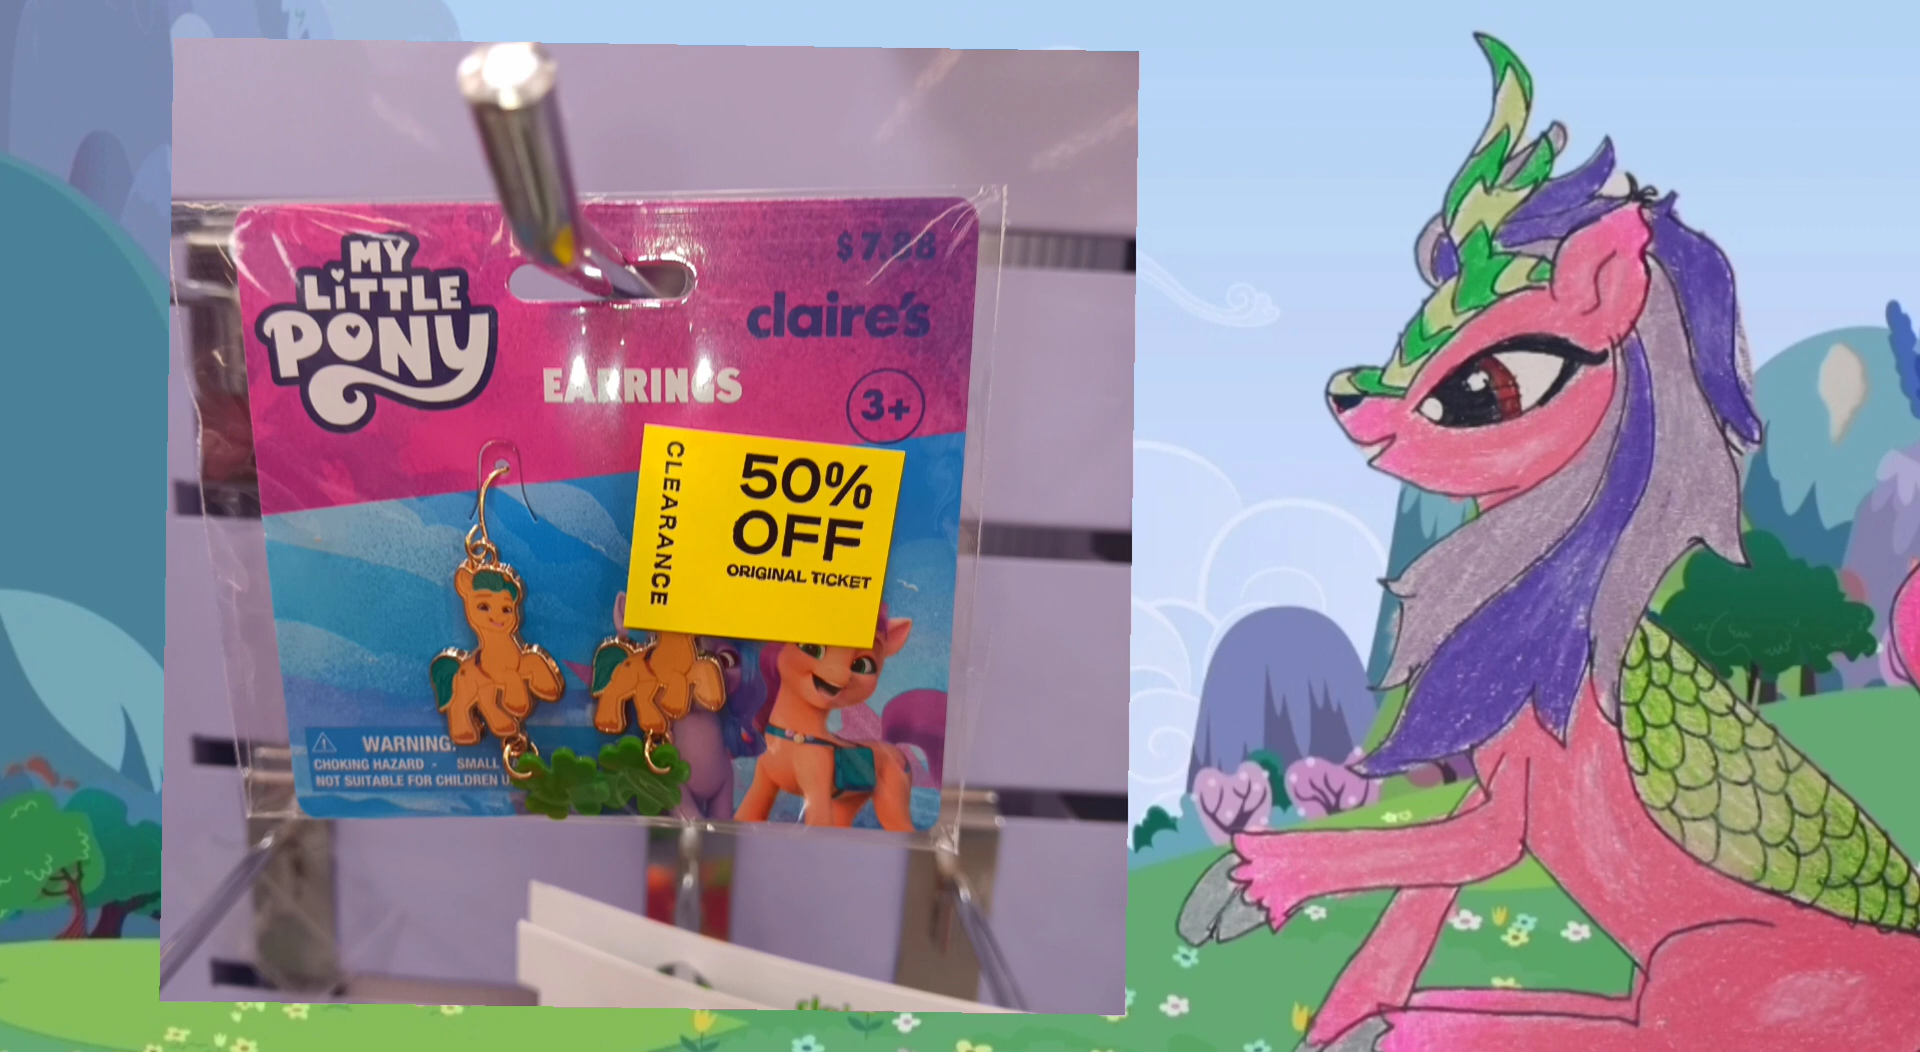 MY
LiTTLE
PONY
$7.88
claire's
EARRINGS
3+
CLEARANCE
50%
OFF
ORIGINAL TICKET
WARNING:
CHOKING HAZARD - SMALL
NOT SUITABLE FOR CHILDREN